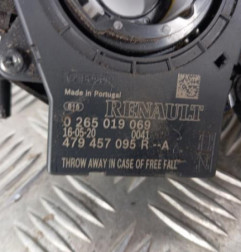 Made in Portugal
RENAULT
0 265 019 069
16-05-20 0041
479 457 095 R --A
THROW AWAY IN CASE OF FREE FALL